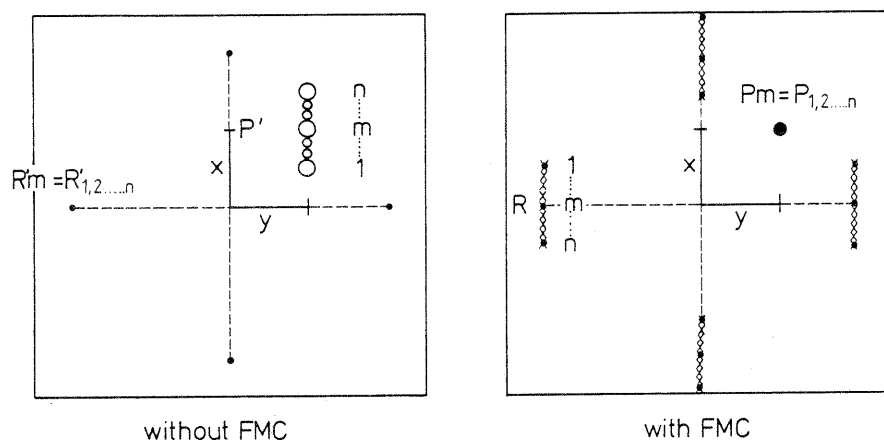 n
P'
m
x
1
R'm = R'1,2.....n
y
without FMC
Pm = P1,2.....n
x
1
R
m
y
n
with FMC